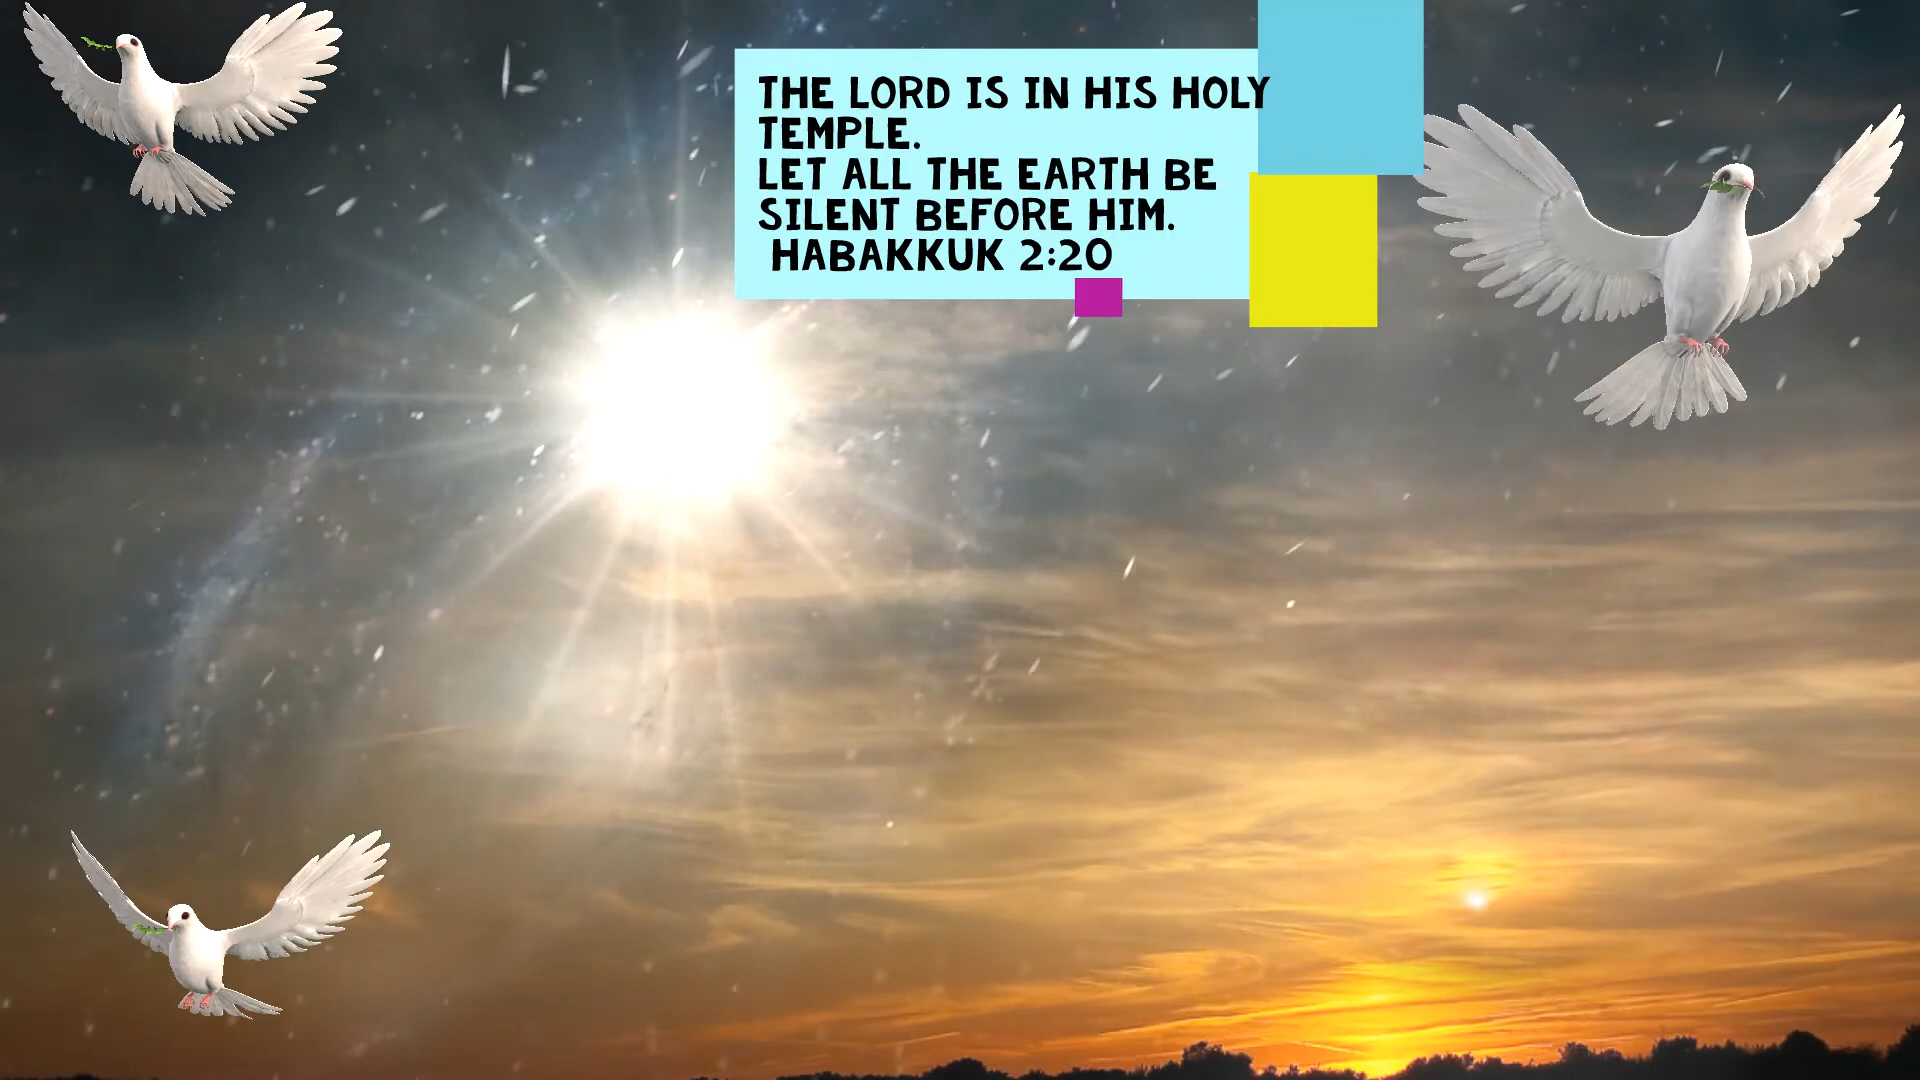 THE LORD IS IN HIS HOLY
TEMPLE.
LET ALL THE EARTH BE
SILENT BEFORE HIM.
HABAKKUK 2:20